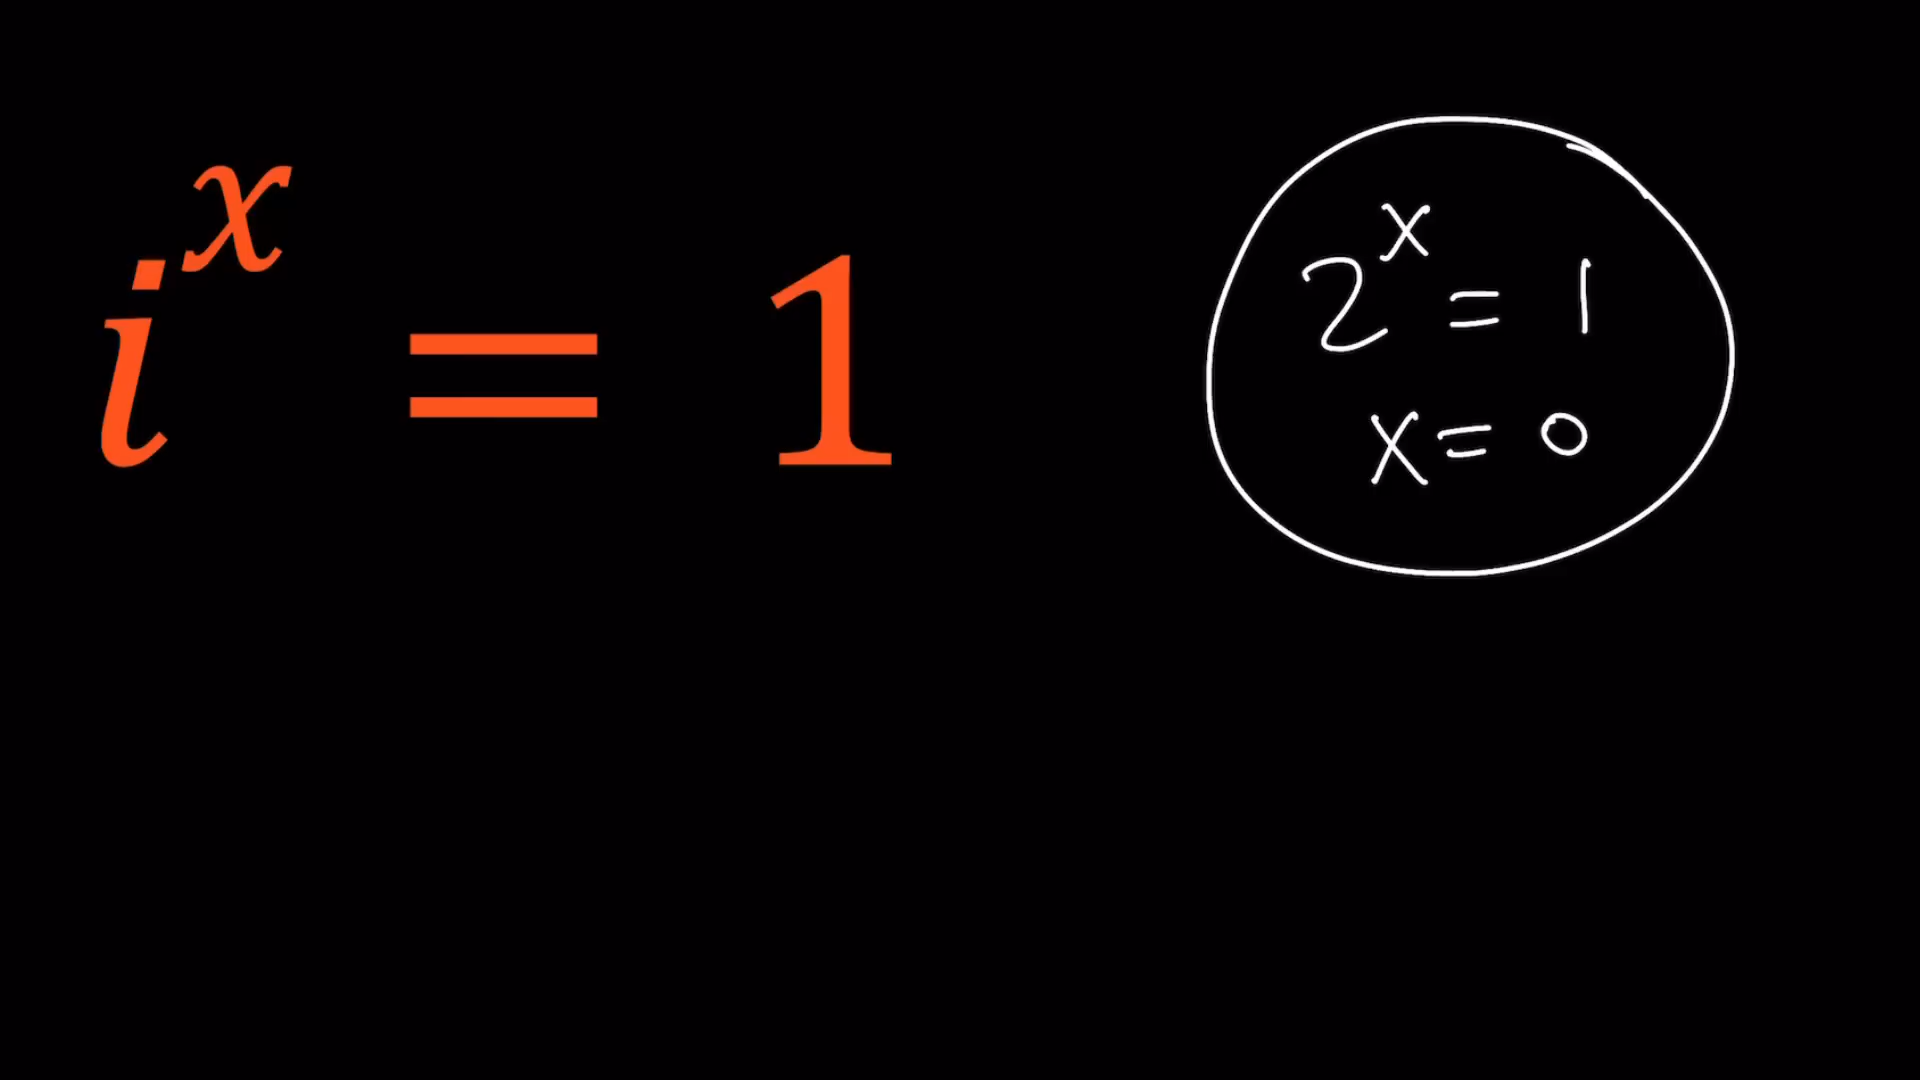 i^x = 1
2^x = 1
x = 0